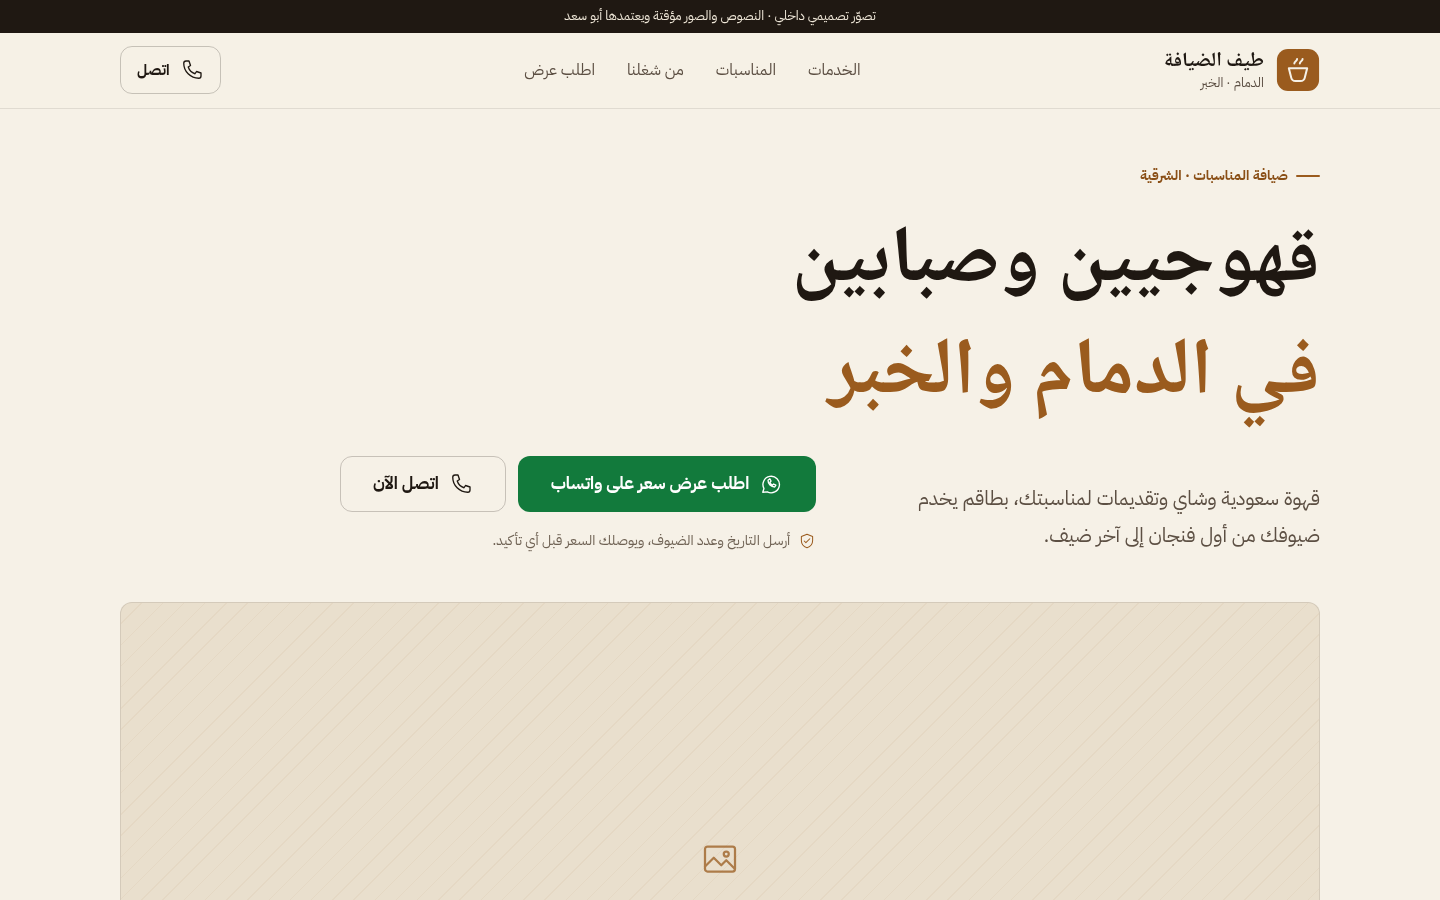 تصوّر تصميمي داخلي · النصوص والصور مؤقتة ويعتمدها أبو سعد
طيف الضيافة
الدمام · الخبر
الخدمات
المناسبات
من شغلنا
اطلب عرض
اتصل
ضيافة المناسبات · الشرقية
قهوجيين وصبابين
في الدمام والخبر
قهوة سعودية وشاي وتقديمات لمناسبتك، بطاقم يخدم
ضيوفك من أول فنجان إلى آخر ضيف.
اطلب عرض سعر على واتساب
اتصل الآن
أرسل التاريخ وعدد الضيوف، ويوصلك السعر قبل أي تأكيد.